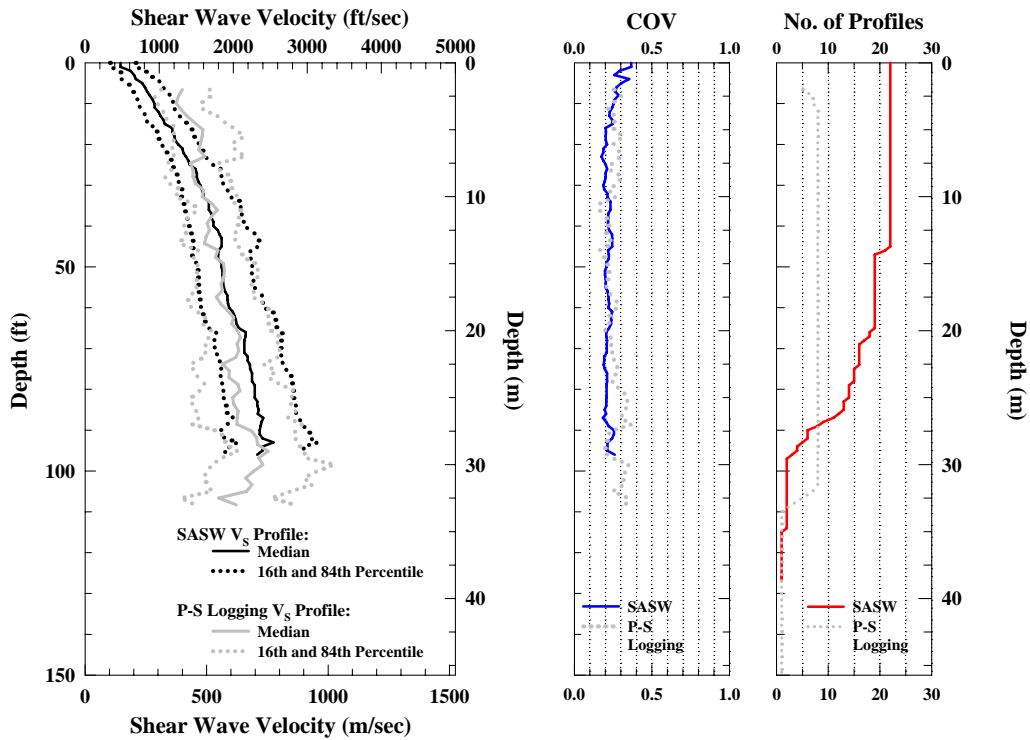 Shear Wave Velocity (ft/sec)
0 1000 2000 3000 4000 5000
COV
0.0 0.5 1.0
No. of Profiles
0 10 20 30
0
50
100
150
Depth (ft)
0
10
20
30
40
Depth (m)
0
10
20
30
40
Depth (m)
SASW VS Profile:
Median
16th and 84th Percentile
P-S Logging VS Profile:
Median
16th and 84th Percentile
SASW
P-S
Logging
SASW
P-S
Logging
0 500 1000 1500
Shear Wave Velocity (m/sec)
0.0 0.5 1.0
0 10 20 30